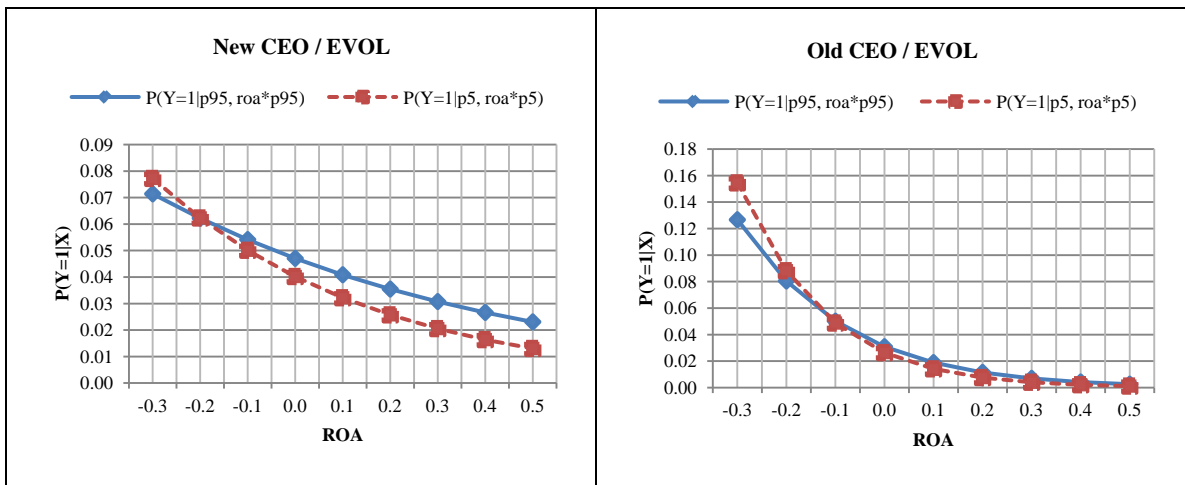 New CEO / EVOL
P(Y=1|p95, roa*p95) P(Y=1|p5, roa*p5)
0.09
0.08
0.07
0.06
0.05
0.04
0.03
0.02
0.01
0.00
P(Y=1|X)
-0.3 -0.2 -0.1 0.0 0.1 0.2 0.3 0.4 0.5
ROA
Old CEO / EVOL
P(Y=1|p95, roa*p95) P(Y=1|p5, roa*p5)
0.18
0.16
0.14
0.12
0.10
0.08
0.06
0.04
0.02
0.00
P(Y=1|X)
-0.3 -0.2 -0.1 0.0 0.1 0.2 0.3 0.4 0.5
ROA